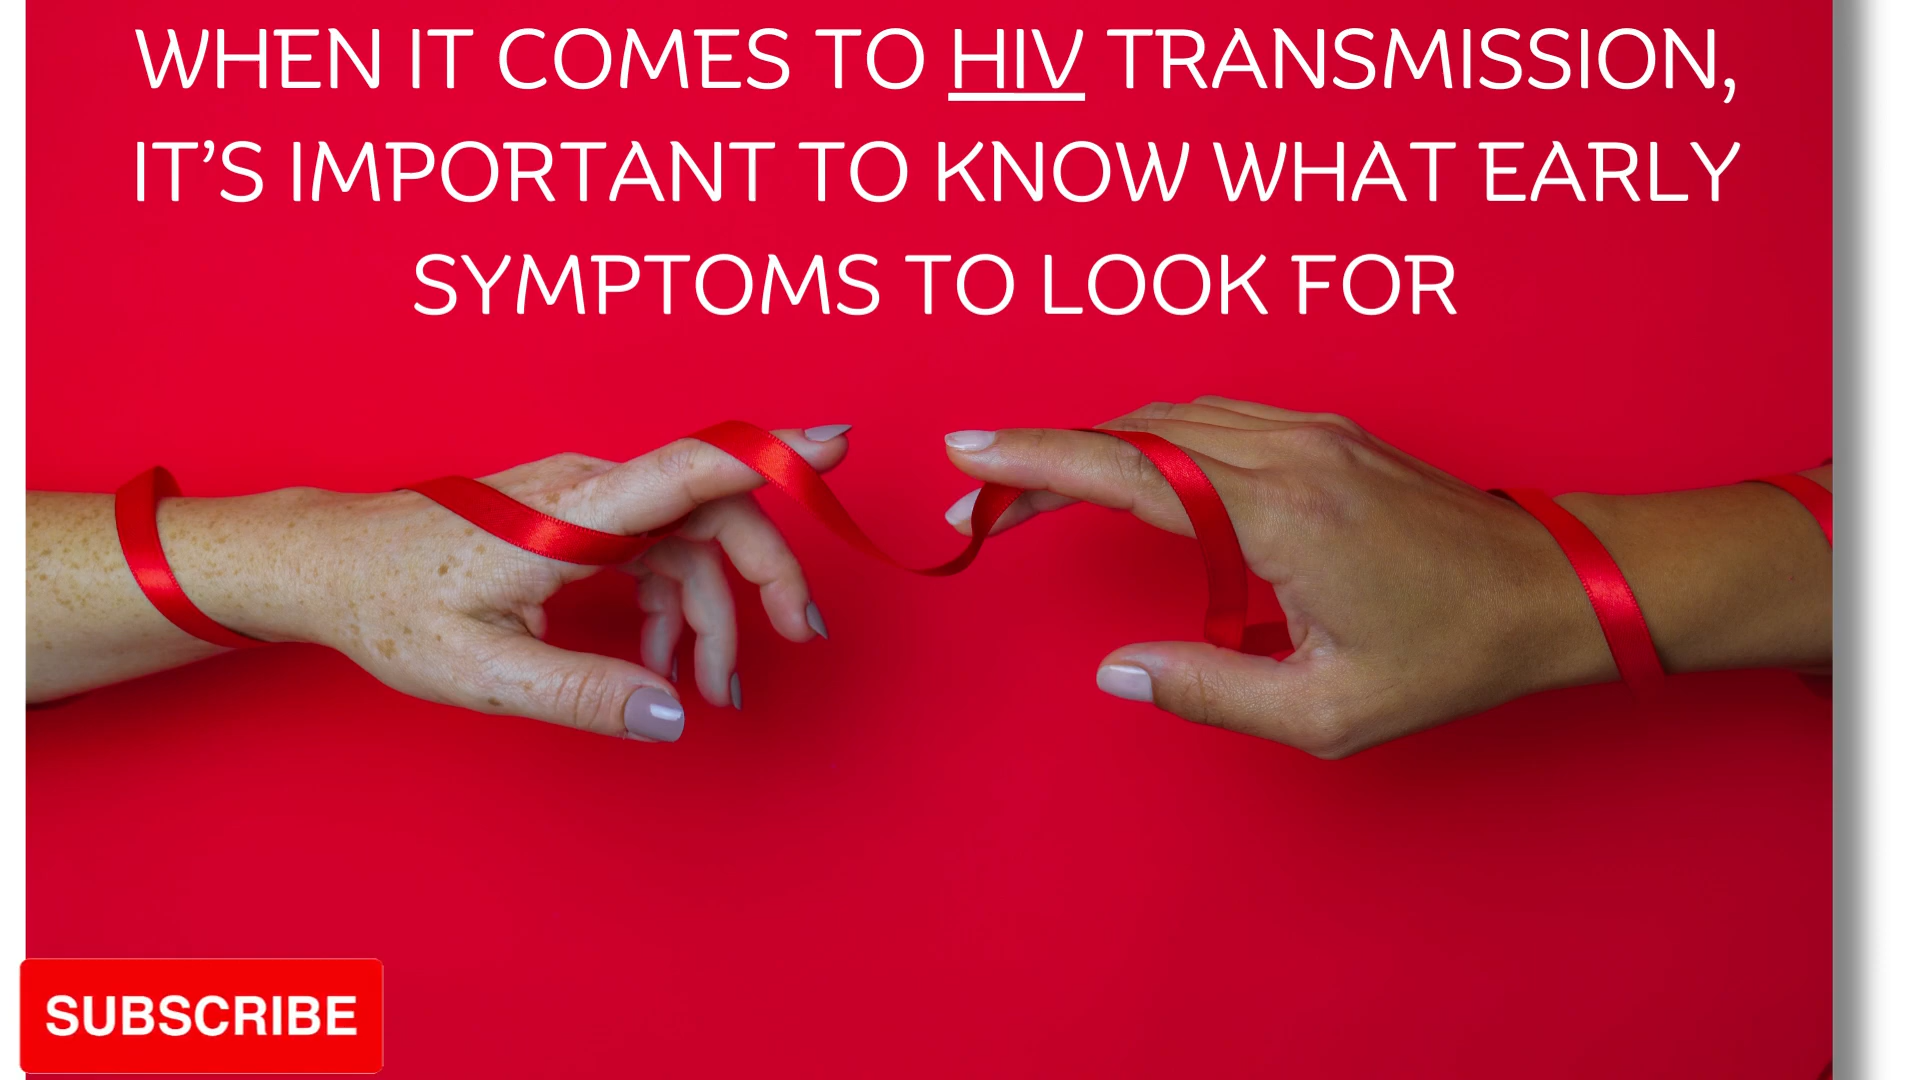 WHEN IT COMES TO HIV TRANSMISSION,
IT’S IMPORTANT TO KNOW WHAT EARLY
SYMPTOMS TO LOOK FOR
SUBSCRIBE